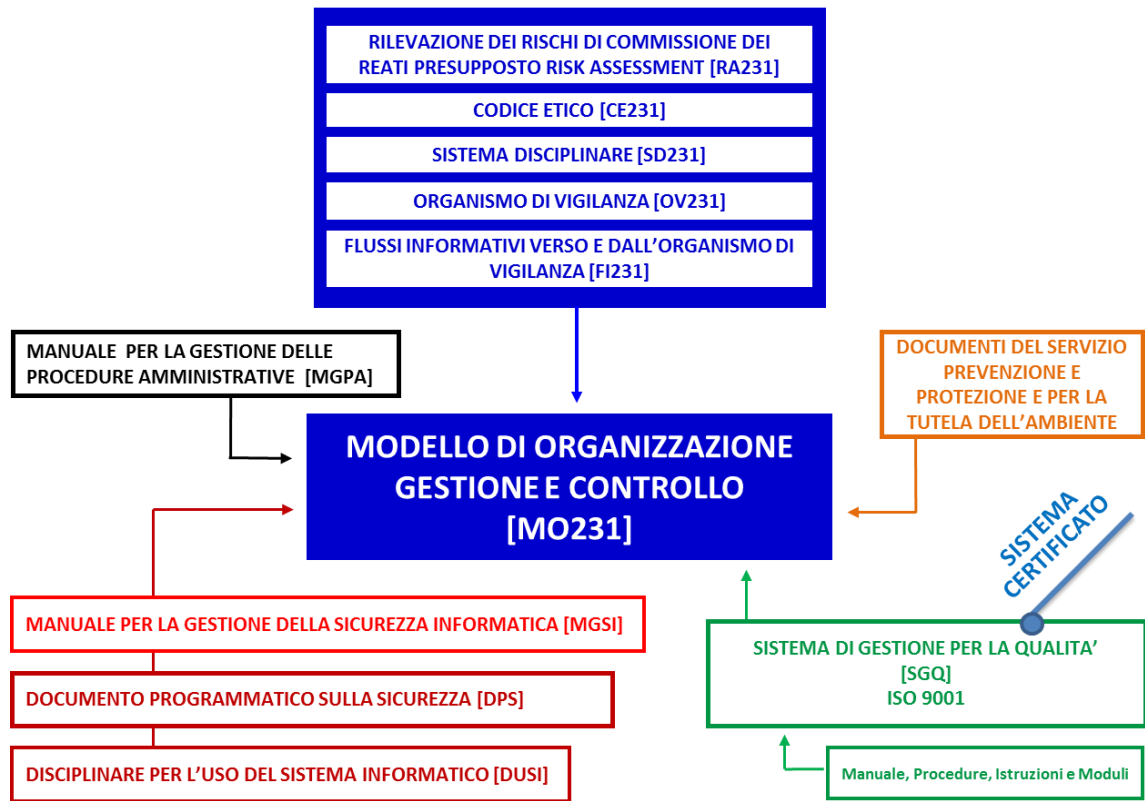 RILEVAZIONE DEI RISCHI DI COMMISSIONE DEI
REATI PRESUPPOSTO RISK ASSESSMENT [RA231]
CODICE ETICO [CE231]
SISTEMA DISCIPLINARE [SD231]
ORGANISMO DI VIGILANZA [OV231]
FLUSSI INFORMATIVI VERSO E DALL’ORGANISMO DI
VIGILANZA [FI231]
MANUALE PER LA GESTIONE DELLE
PROCEDURE AMMINISTRATIVE [MGPA]
DOCUMENTI DEL SERVIZIO
PREVENZIONE E
PROTEZIONE E PER LA
TUTELA DELL’AMBIENTE
MODELLO DI ORGANIZZAZIONE
GESTIONE E CONTROLLO
[MO231]
SISTEMA
CERTIFICATO
MANUALE PER LA GESTIONE DELLA SICUREZZA INFORMATICA [MGSI]
DOCUMENTO PROGRAMMATICO SULLA SICUREZZA [DPS]
DISCIPLINARE PER L’USO DEL SISTEMA INFORMATICO [DUSI]
SISTEMA DI GESTIONE PER LA QUALITA’
[SGQ]
ISO 9001
Manuale, Procedure, Istruzioni e Moduli